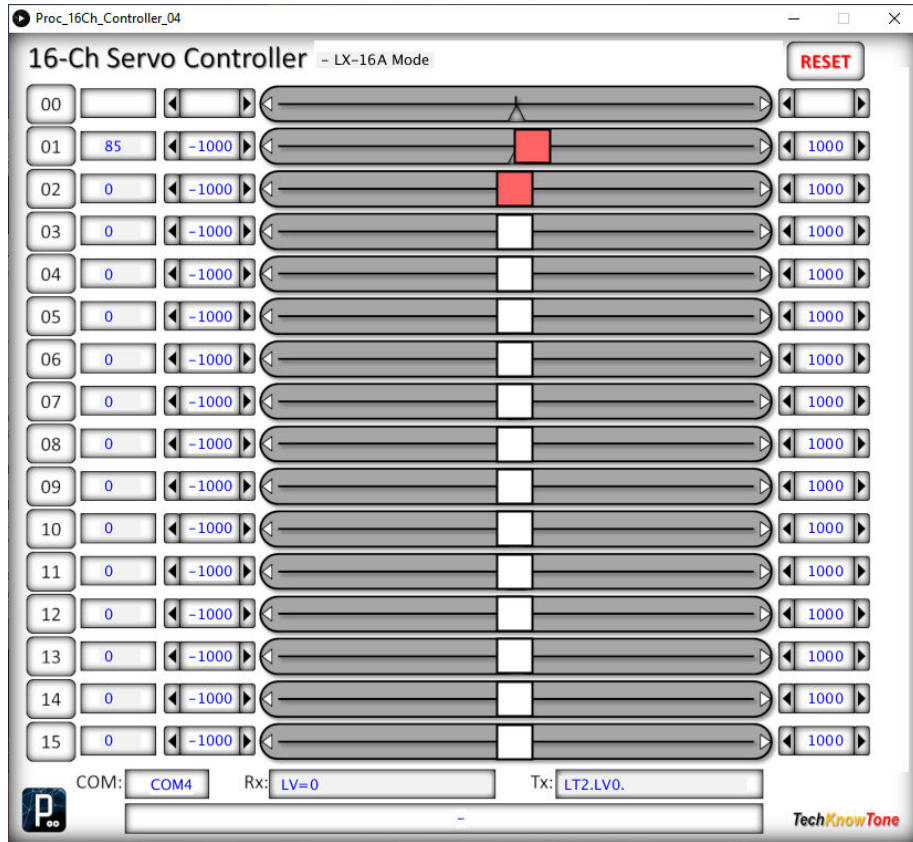 Proc_16Ch_Controller_04
16-Ch Servo Controller - LX-16A Mode RESET
00
01 85 -1000 1000
02 0 -1000 1000
03 0 -1000 1000
04 0 -1000 1000
05 0 -1000 1000
06 0 -1000 1000
07 0 -1000 1000
08 0 -1000 1000
09 0 -1000 1000
10 0 -1000 1000
11 0 -1000 1000
12 0 -1000 1000
13 0 -1000 1000
14 0 -1000 1000
15 0 -1000 1000
COM: COM4 Rx: LV=0 Tx: LT2.LV0.
P - TechKnowTone